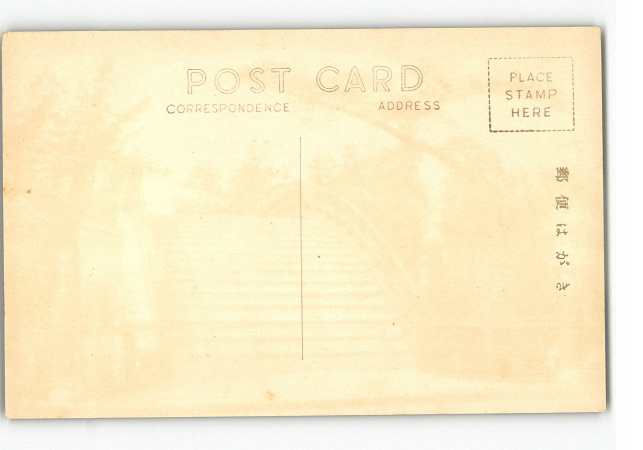 POST CARD
CORRESPONDENCE ADDRESS
PLACE
STAMP
HERE
郵便はがき